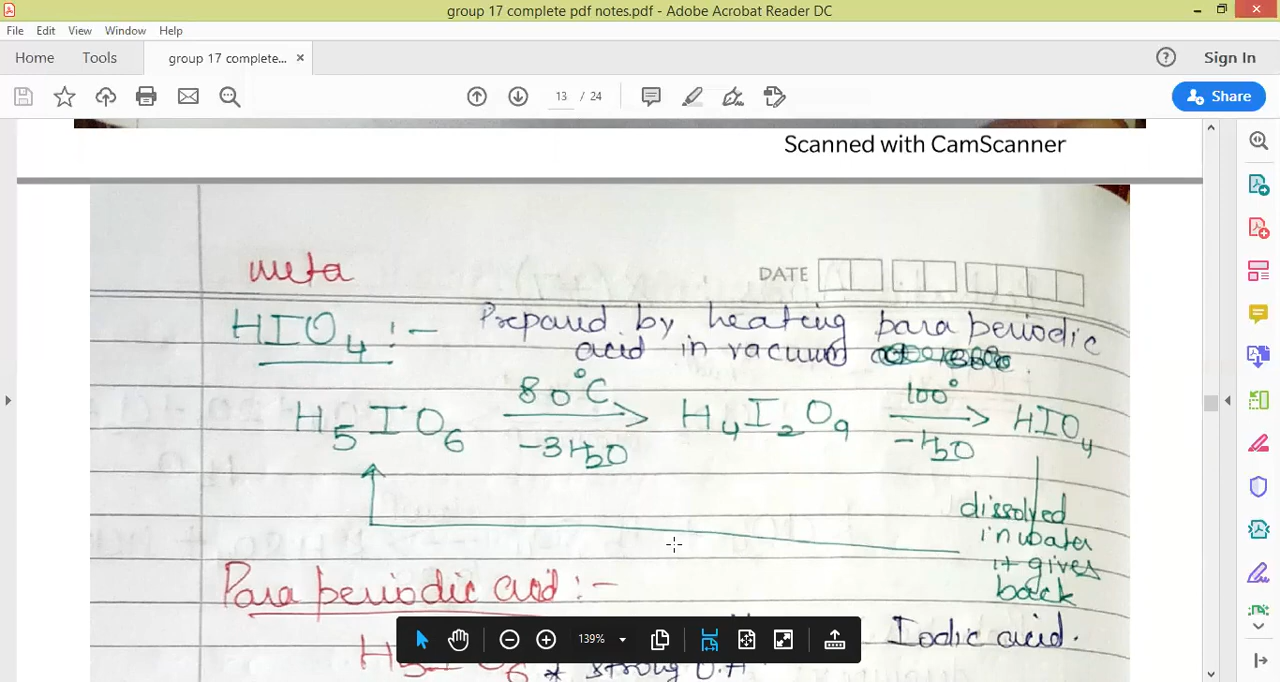 group 17 complete pdf notes.pdf - Adobe Acrobat Reader DC
File Edit View Window Help
Home Tools group 17 complete... ×
Sign In
13 / 24
Share
Scanned with CamScanner
meta
DATE
HIO₄ :- Prepared by heating para periodic
acid in vacuum
H₅IO₆ 80°C -3H₂O → H₄I₂O₉ 100° -H₂O → HIO₄
dissolved
in water
it gives
back
Para periodic acid :-
139%
Iodic acid.
H₅IO₆ * strong O.A